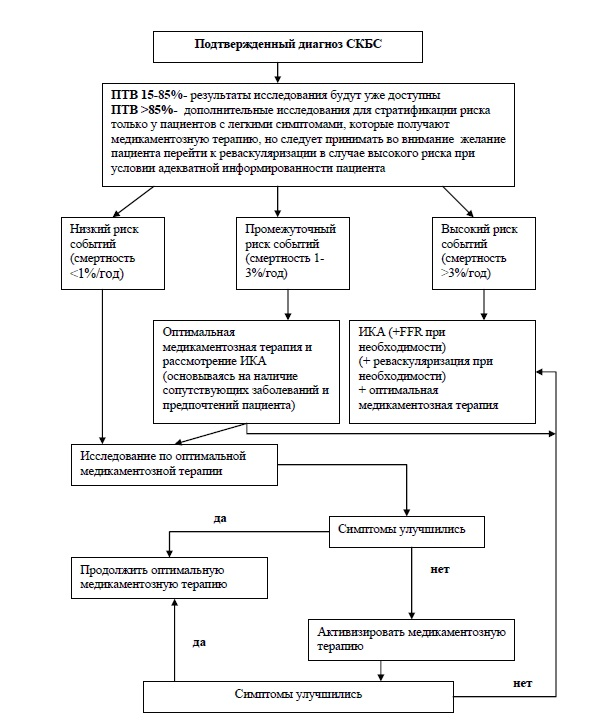 Подтвержденный диагноз СКБС
ПТВ 15-85%- результаты исследования будут уже доступны
ПТВ >85%- дополнительные исследования для стратификации риска
только у пациентов с легкими симптомами, которые получают
медикаментозную терапию, но следует принимать во внимание желание
пациента перейти к реваскуляризации в случае высокого риска при
условии адекватной информированности пациента
Низкий риск
событий
(смертность
<1%/год)
Промежуточный
риск событий
(смертность 1-
3%/год)
Высокий риск
событий
(смертность
>3%/год)
Оптимальная
медикаментозная терапия и
рассмотрение ИКА
(основываясь на наличие
сопутствующих заболеваний и
предпочтений пациента)
ИКА (+FFR при
необходимости)
(+ реваскуляризация при
необходимости)
+ оптимальная
медикаментозная терапия
Исследование по оптимальной
медикаментозной терапии
да
Симптомы улучшились
Продолжить оптимальную
медикаментозную терапию
нет
Активизировать медикаментозную
терапию
да
Симптомы улучшились
нет